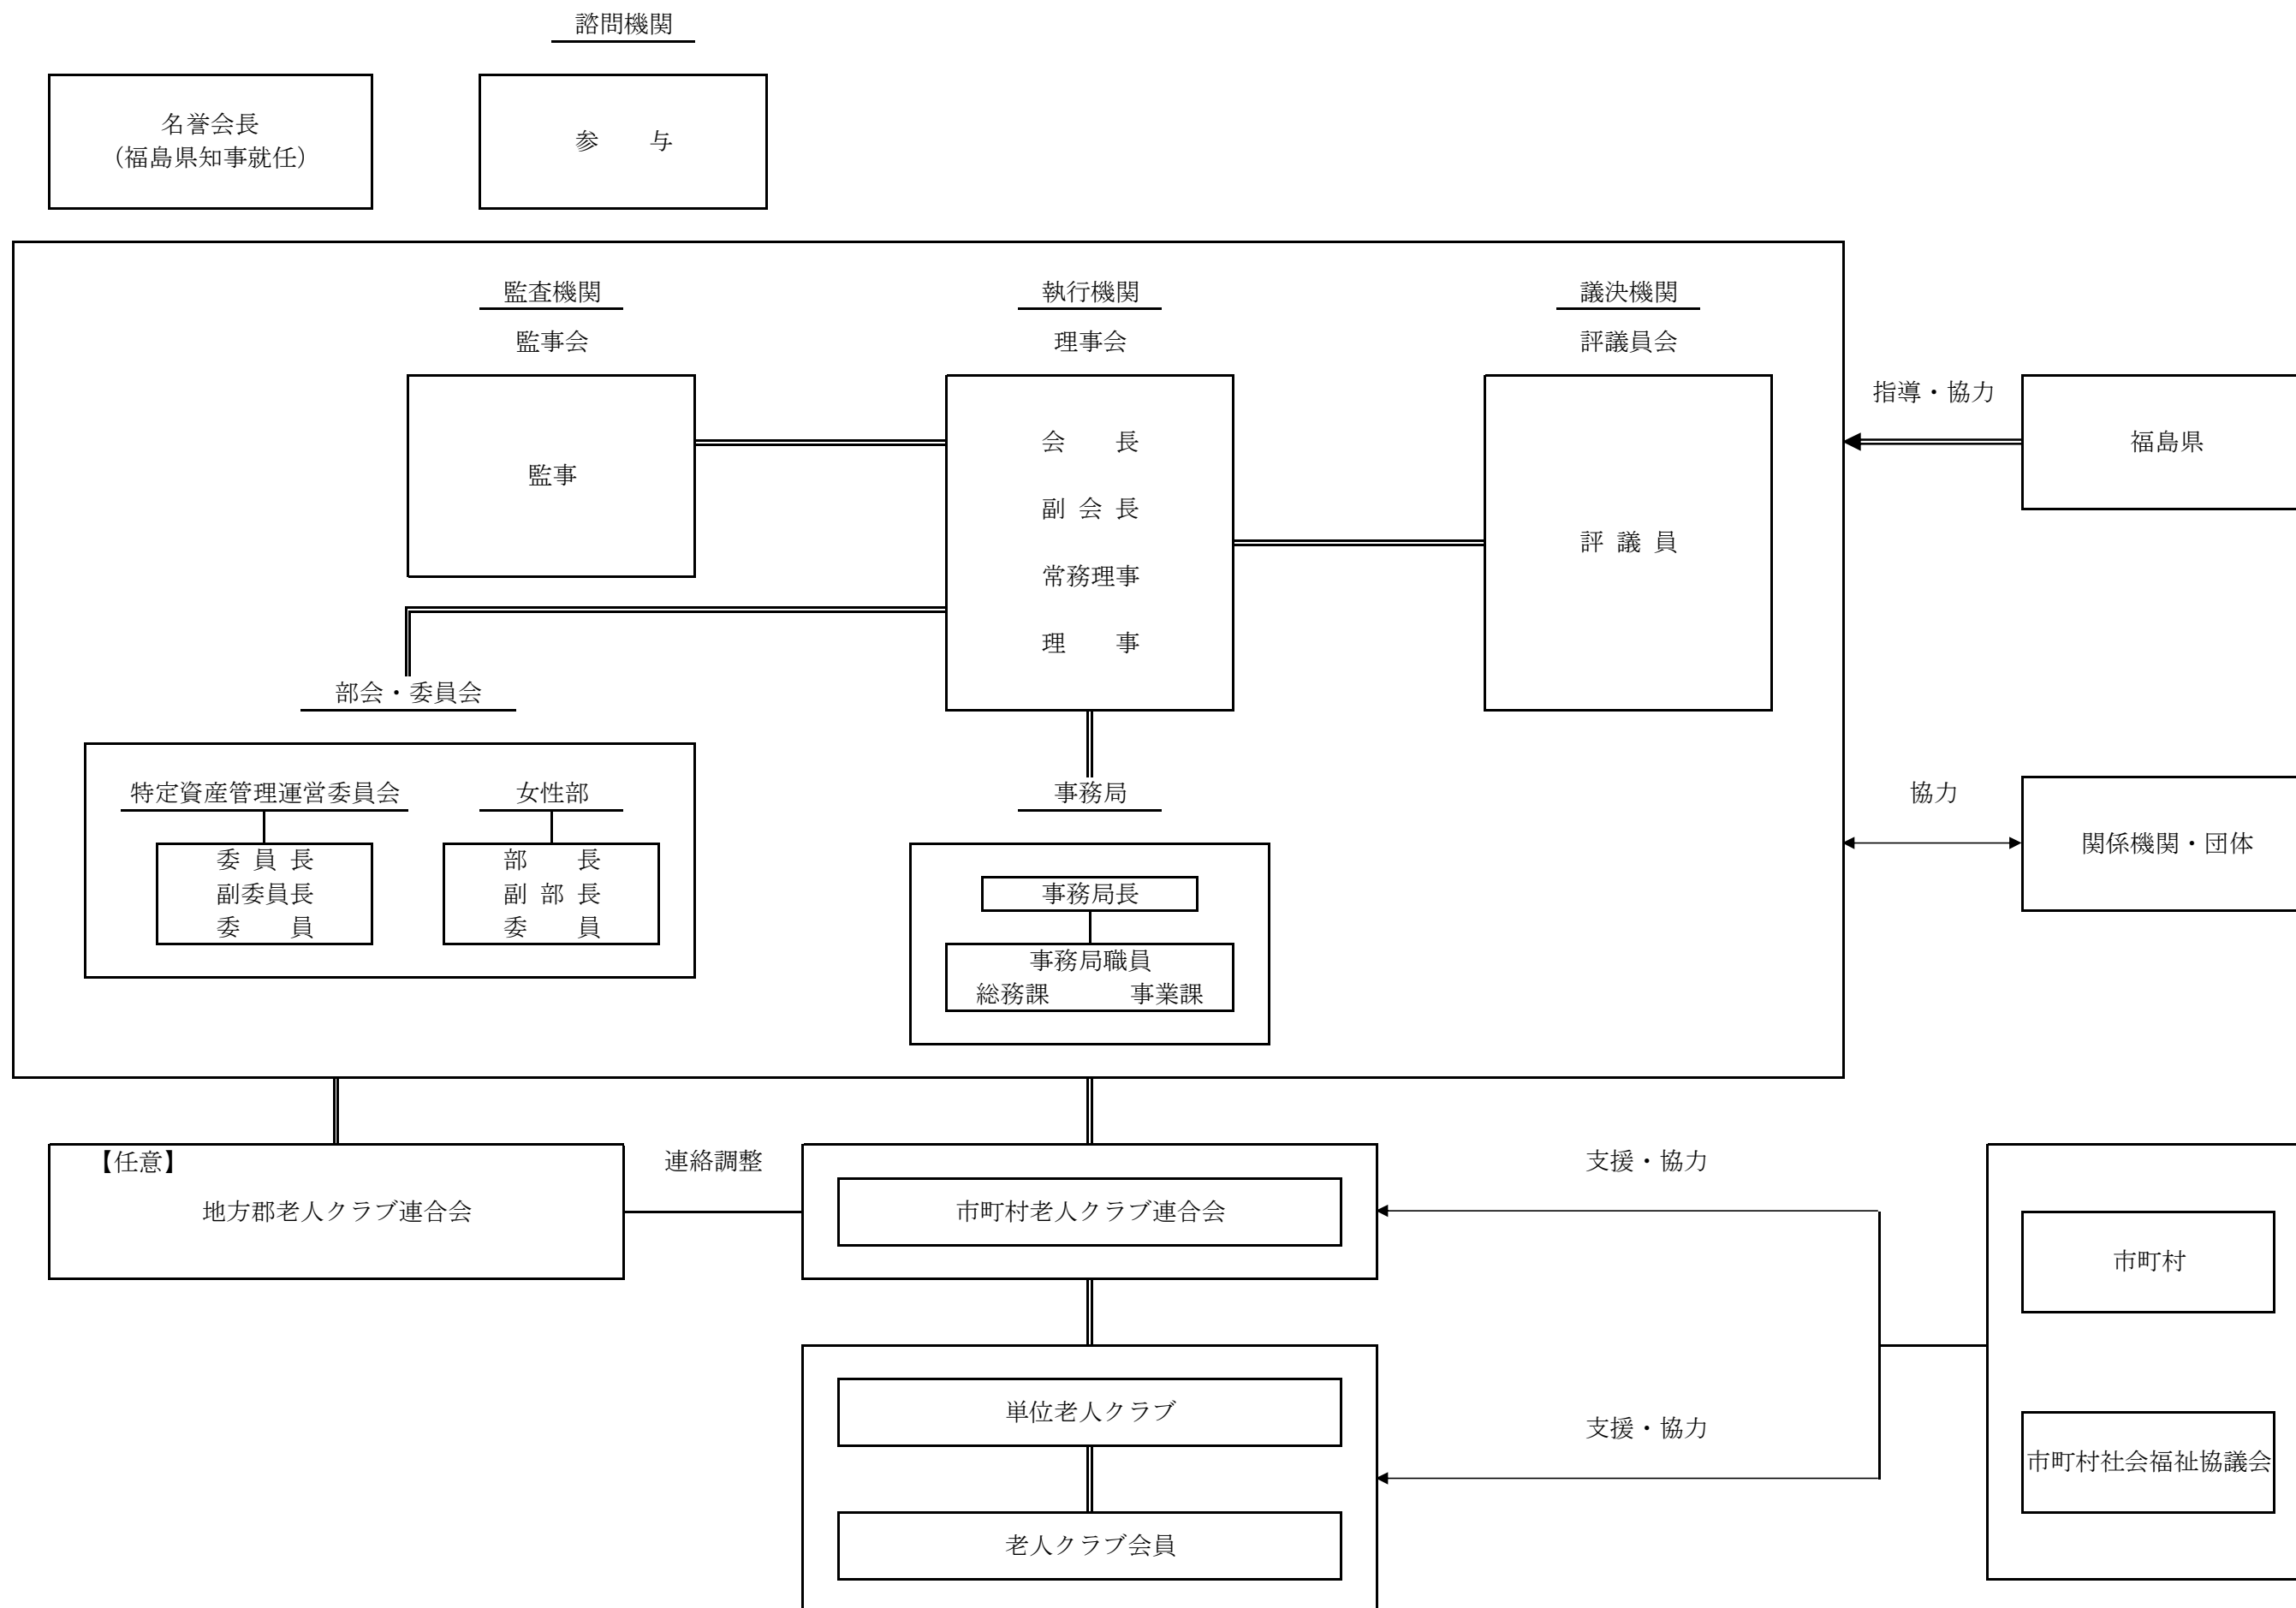 諮問機関
名誉会長
（福島県知事就任）
参　　与
監査機関
監事会
監事
執行機関
理事会
会　　長
副 会 長
常務理事
理　　事
議決機関
評議員会
評 議 員
指導・協力
福島県
部会・委員会
特定資産管理運営委員会
委 員 長
副委員長
委　　員
女性部
部　　長
副 部 長
委　　員
事務局
事務局長
事務局職員
総務課　　　事業課
協力
関係機関・団体
【任意】
地方郡老人クラブ連合会
連絡調整
市町村老人クラブ連合会
支援・協力
市町村
単位老人クラブ
支援・協力
市町村社会福祉協議会
老人クラブ会員